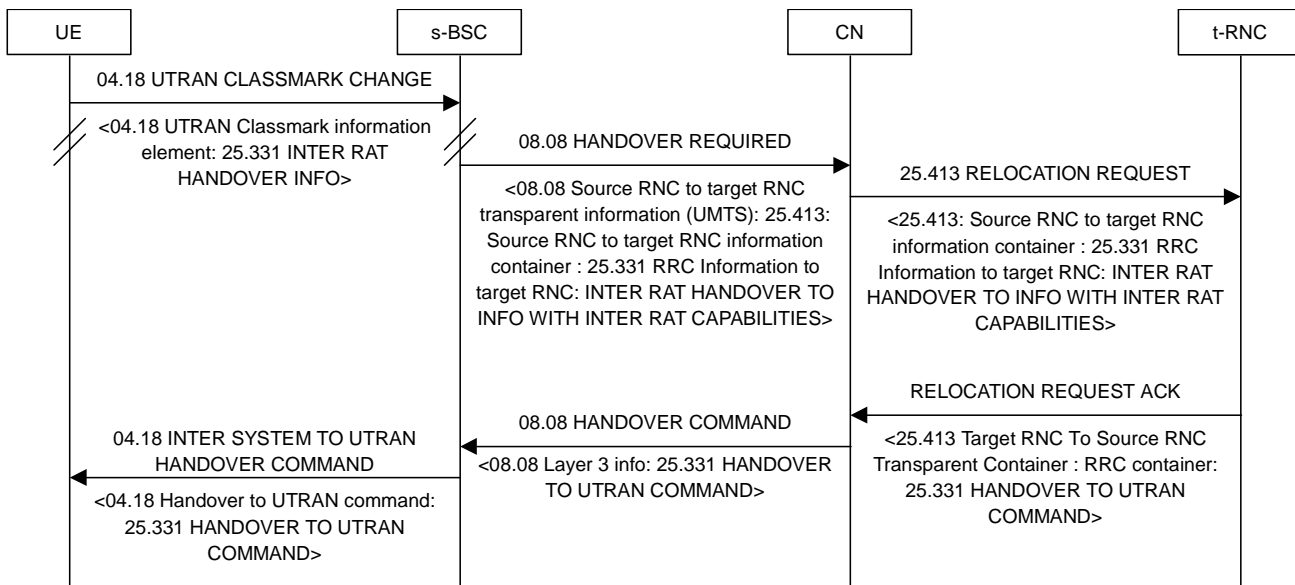 UE
s-BSC
CN
t-RNC
04.18 UTRAN CLASSMARK CHANGE
<04.18 UTRAN Classmark information
element: 25.331 INTER RAT
HANDOVER INFO>
08.08 HANDOVER REQUIRED
<08.08 Source RNC to target RNC
transparent information (UMTS): 25.413:
Source RNC to target RNC information
container : 25.331 RRC Information to
target RNC: INTER RAT HANDOVER TO
INFO WITH INTER RAT CAPABILITIES>
25.413 RELOCATION REQUEST
<25.413: Source RNC to target RNC
information container : 25.331 RRC
Information to target RNC: INTER RAT
HANDOVER TO INFO WITH INTER RAT
CAPABILITIES>
RELOCATION REQUEST ACK
<25.413 Target RNC To Source RNC
Transparent Container : RRC container:
25.331 HANDOVER TO UTRAN
COMMAND>
08.08 HANDOVER COMMAND
<08.08 Layer 3 info: 25.331 HANDOVER
TO UTRAN COMMAND>
04.18 INTER SYSTEM TO UTRAN
HANDOVER COMMAND
<04.18 Handover to UTRAN command:
25.331 HANDOVER TO UTRAN
COMMAND>